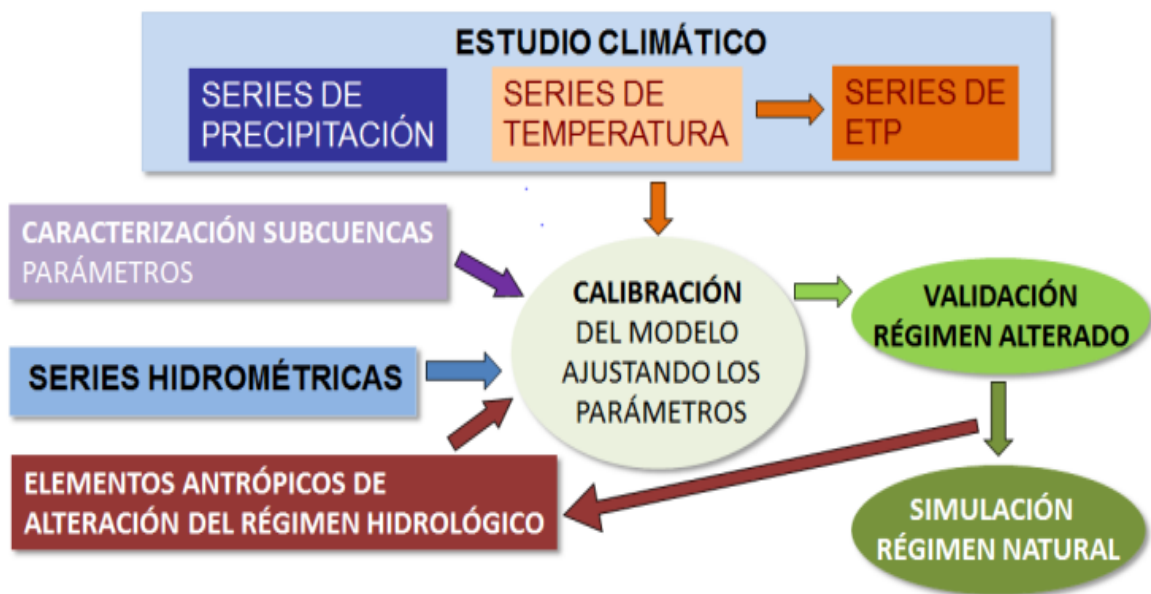 ESTUDIO CLIMÁTICO
SERIES DE
PRECIPITACIÓN
SERIES DE
TEMPERATURA
SERIES DE
ETP
CARACTERIZACIÓN SUBCUENCAS
PARÁMETROS
SERIES HIDROMÉTRICAS
ELEMENTOS ANTRÓPICOS DE
ALTERACIÓN DEL RÉGIMEN HIDROLÓGICO
CALIBRACIÓN
DEL MODELO
AJUSTANDO LOS
PARÁMETROS
VALIDACIÓN
RÉGIMEN ALTERADO
SIMULACIÓN
RÉGIMEN NATURAL